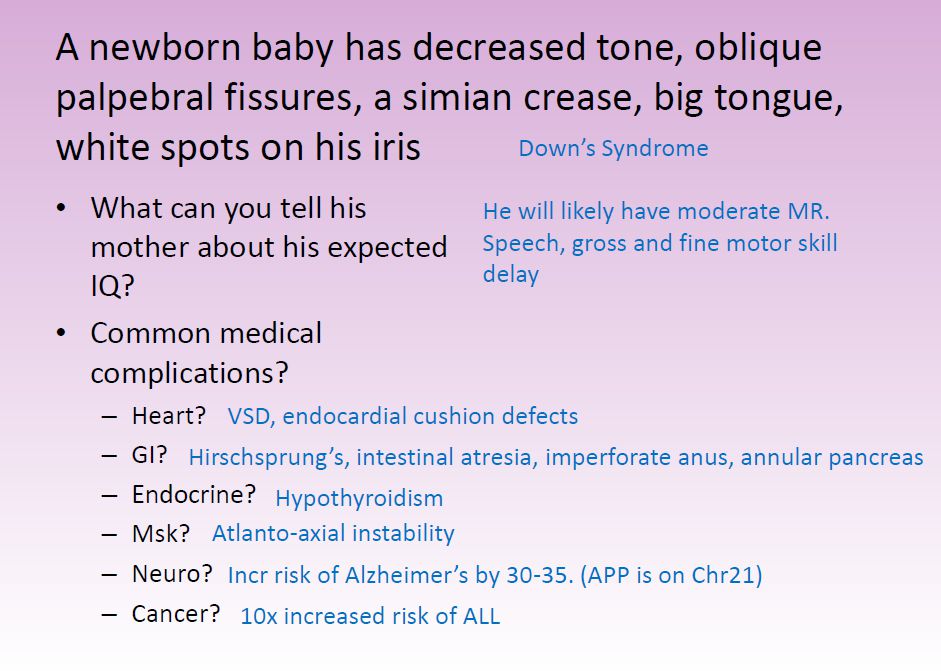 A newborn baby has decreased tone, oblique
palpebral fissures, a simian crease, big tongue,
white spots on his iris
Down's Syndrome
• What can you tell his
mother about his expected
IQ?
He will likely have moderate MR.
Speech, gross and fine motor skill
delay
• Common medical
complications?
– Heart? VSD, endocardial cushion defects
– GI? Hirschsprung's, intestinal atresia, imperforate anus, annular pancreas
– Endocrine? Hypothyroidism
– Msk? Atlanto-axial instability
– Neuro? Incr risk of Alzheimer's by 30-35. (APP is on Chr21)
– Cancer? 10x increased risk of ALL